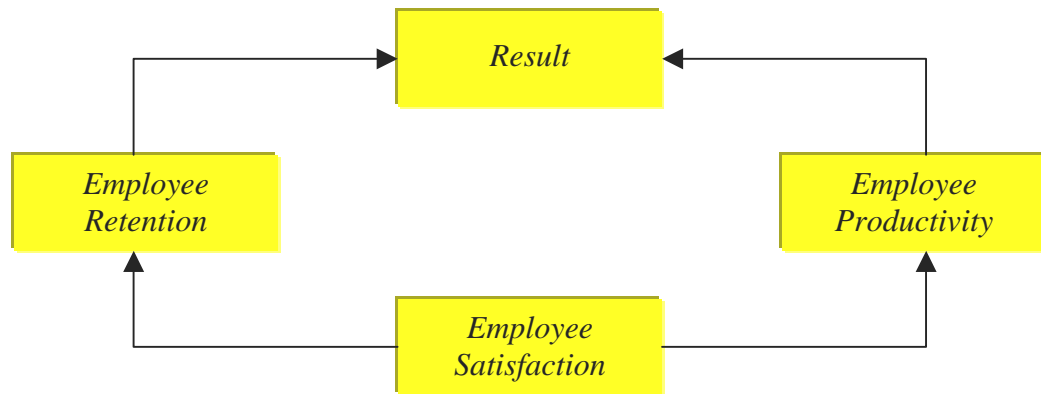 Result
Employee
Retention
Employee
Productivity
Employee
Satisfaction